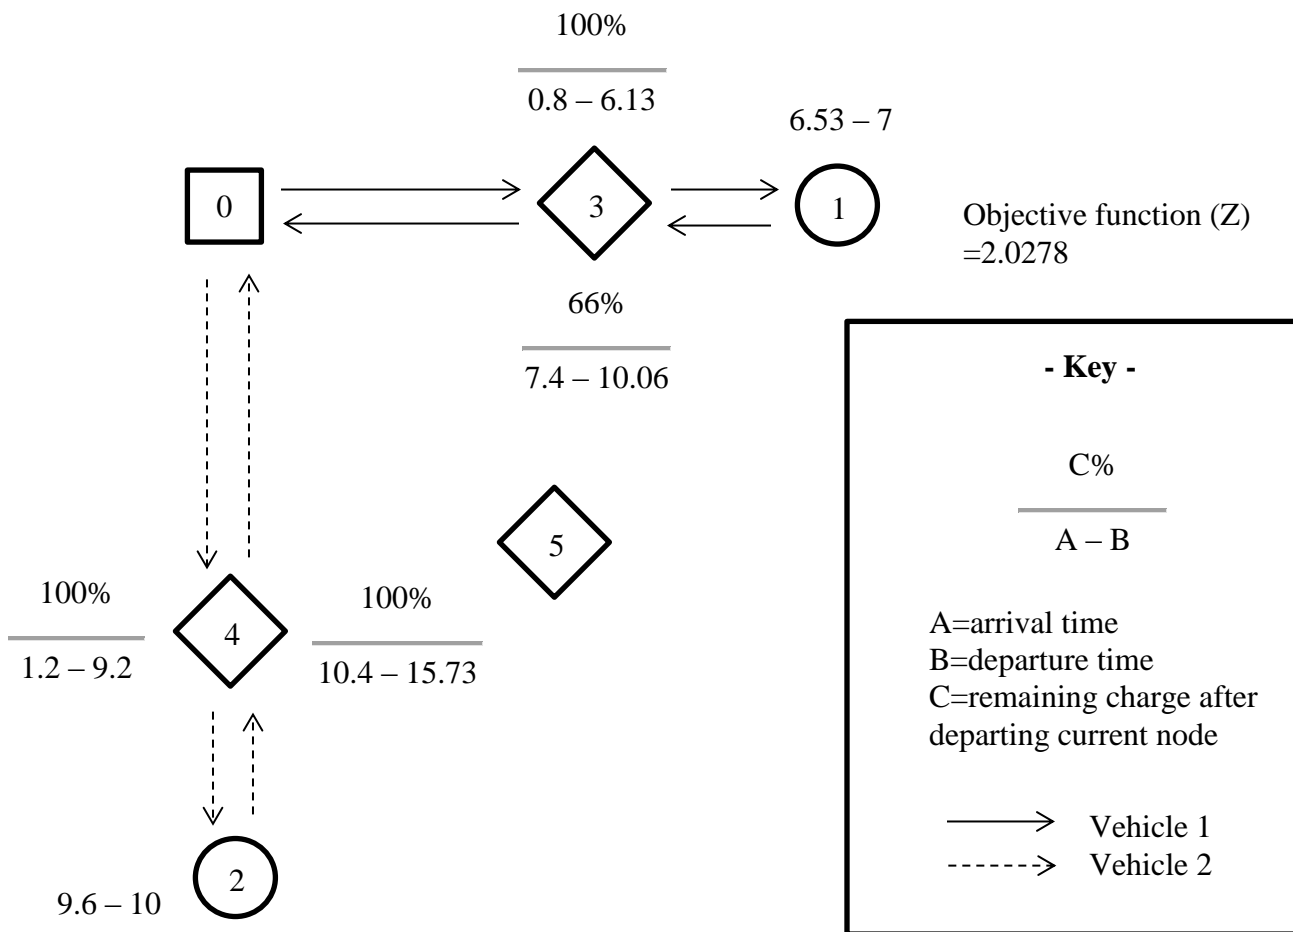 100%
0.8 – 6.13
6.53 – 7
0
3
1
Objective function (Z)
=2.0278
66%
7.4 – 10.06
- Key -
C%
A – B
5
100%
1.2 – 9.2
4
100%
10.4 – 15.73
A=arrival time
B=departure time
C=remaining charge after
departing current node
Vehicle 1
Vehicle 2
2
9.6 – 10